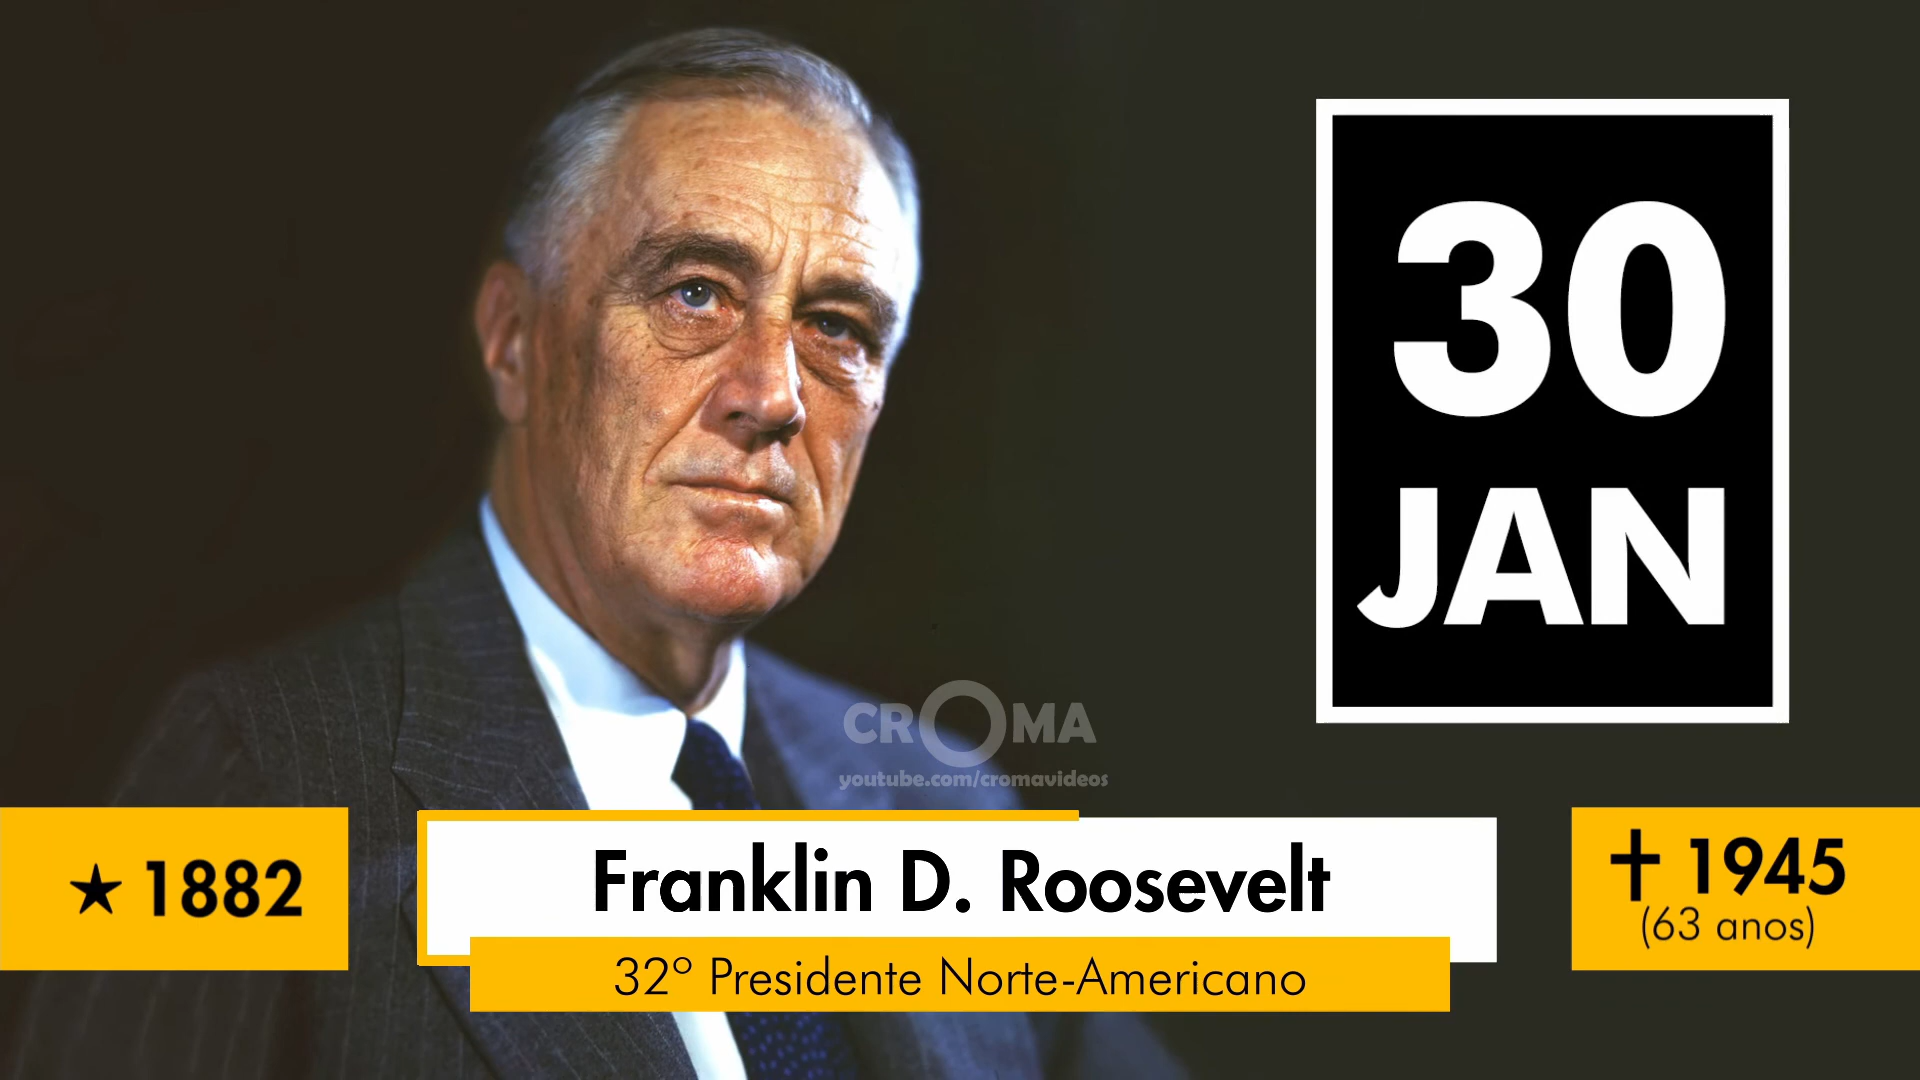 30
JAN
CROMA
youtube.com/cromavideos
★ 1882
Franklin D. Roosevelt
32º Presidente Norte-Americano
✝ 1945
(63 anos)